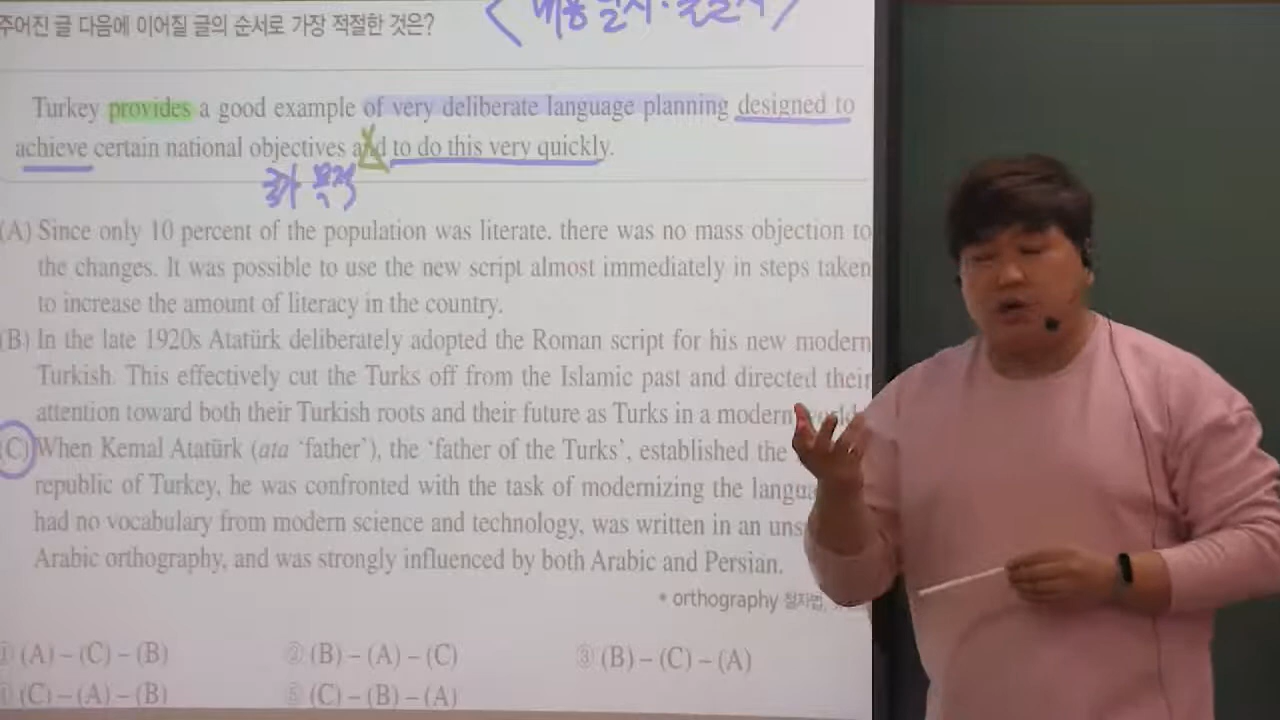 주어진 글 다음에 이어질 글의 순서로 가장 적절한 것은?
Turkey provides a good example of very deliberate language planning designed to
achieve certain national objectives and to do this very quickly.
국가 목적
(A) Since only 10 percent of the population was literate. there was no mass objection to
the changes. It was possible to use the new script almost immediately in steps taken
to increase the amount of literacy in the country.
(B) In the late 1920s Atatürk deliberately adopted the Roman script for his new modern
Turkish. This effectively cut the Turks off from the Islamic past and directed their
attention toward both their Turkish roots and their future as Turks in a modern world.
(C) When Kemal Atatürk (ata ‘father’), the ‘father of the Turks’, established the
republic of Turkey, he was confronted with the task of modernizing the
had no vocabulary from modern science and technology, was written in an
Arabic orthography, and was strongly influenced by both Arabic and Persian.
* orthography 철자법,
① (A) – (C) – (B) ② (B) – (A) – (C) ③ (B) – (C) – (A)
④ (C) – (A) – (B) ⑤ (C) – (B) – (A)